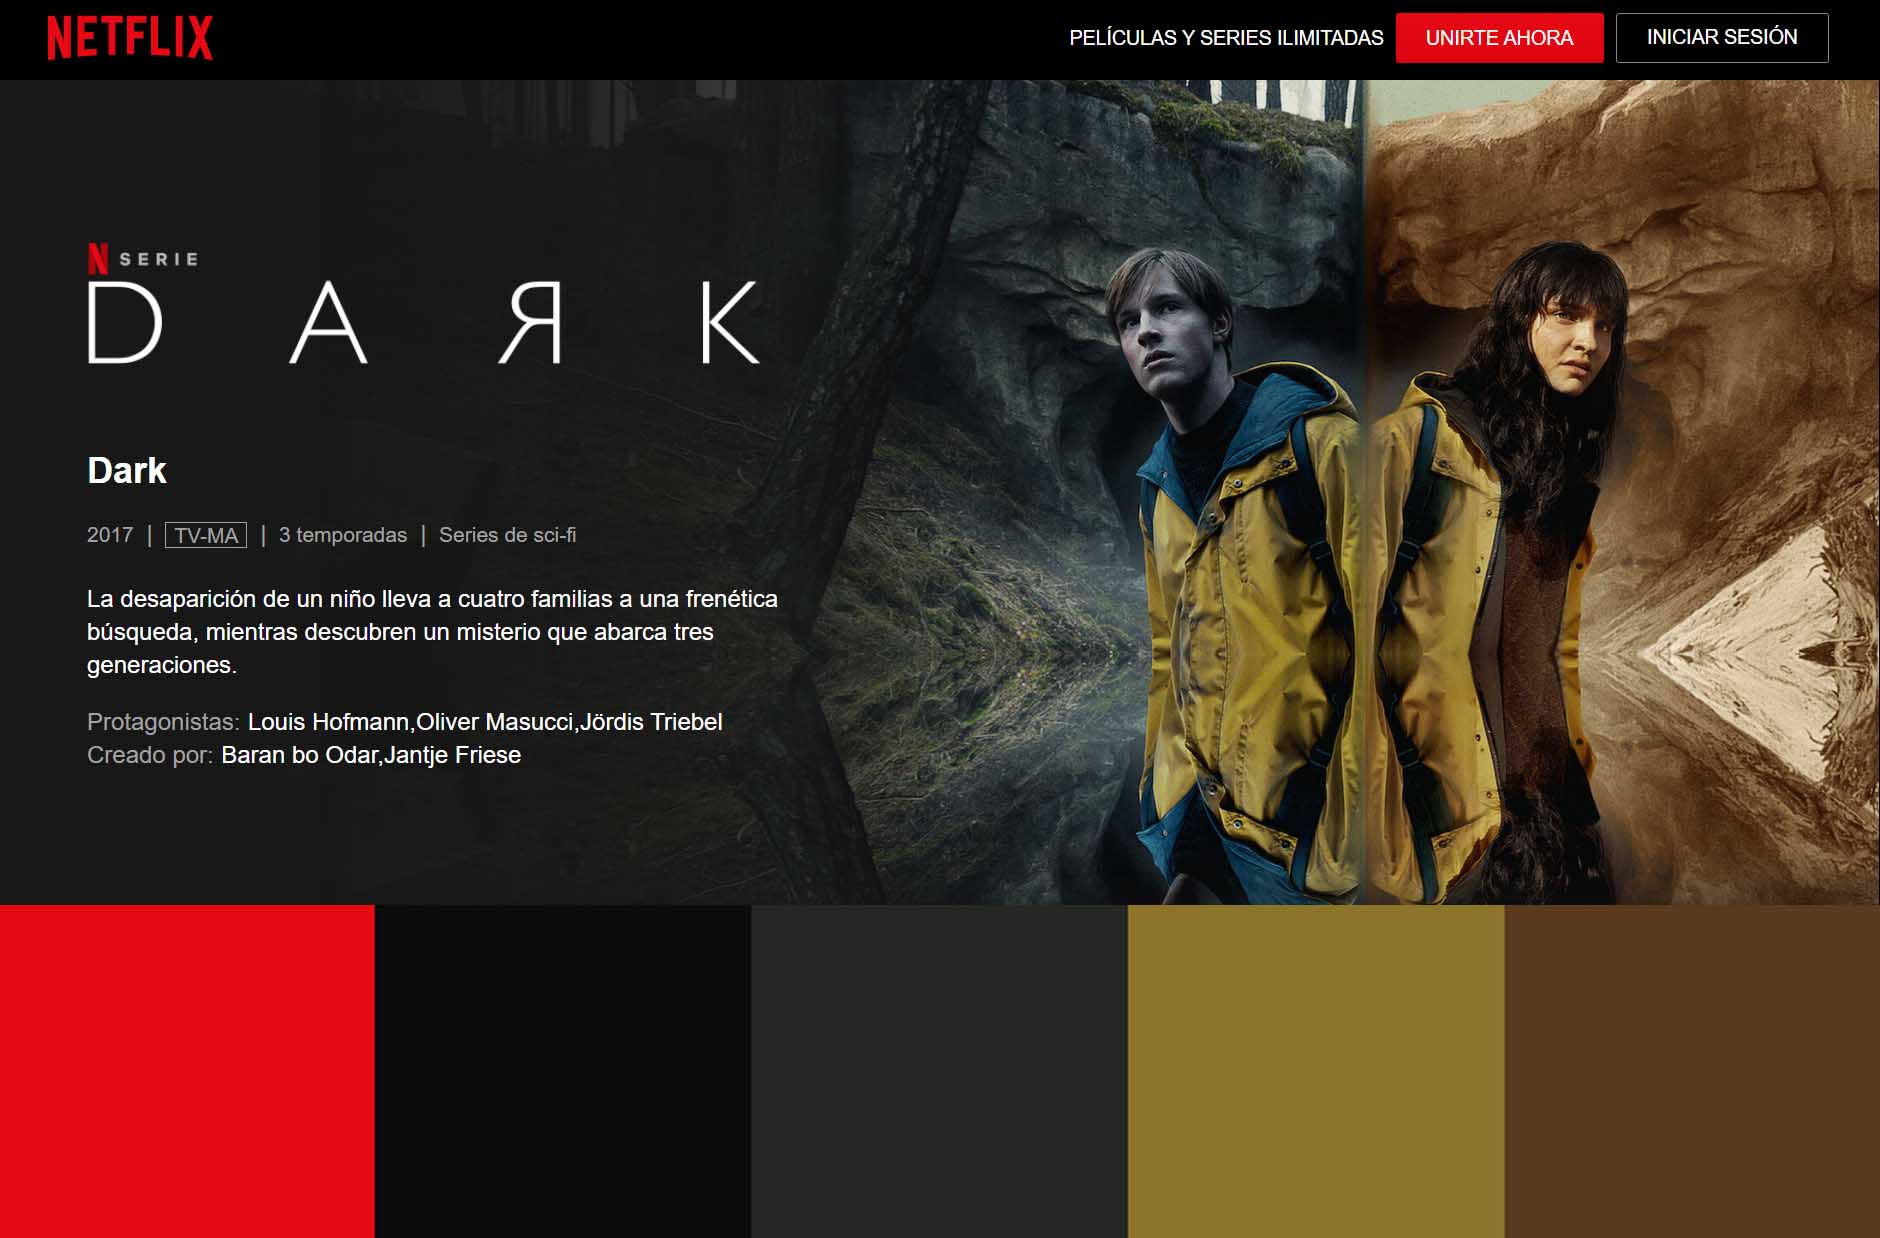 NETFLIX
PELÍCULAS Y SERIES ILIMITADAS
UNIRTE AHORA
INICIAR SESIÓN
N SERIE
DARK
Dark
2017 | TV-MA | 3 temporadas | Series de sci-fi
La desaparición de un niño lleva a cuatro familias a una frenética
búsqueda, mientras descubren un misterio que abarca tres
generaciones.
Protagonistas: Louis Hofmann,Oliver Masucci,Jördis Triebel
Creado por: Baran bo Odar,Jantje Friese